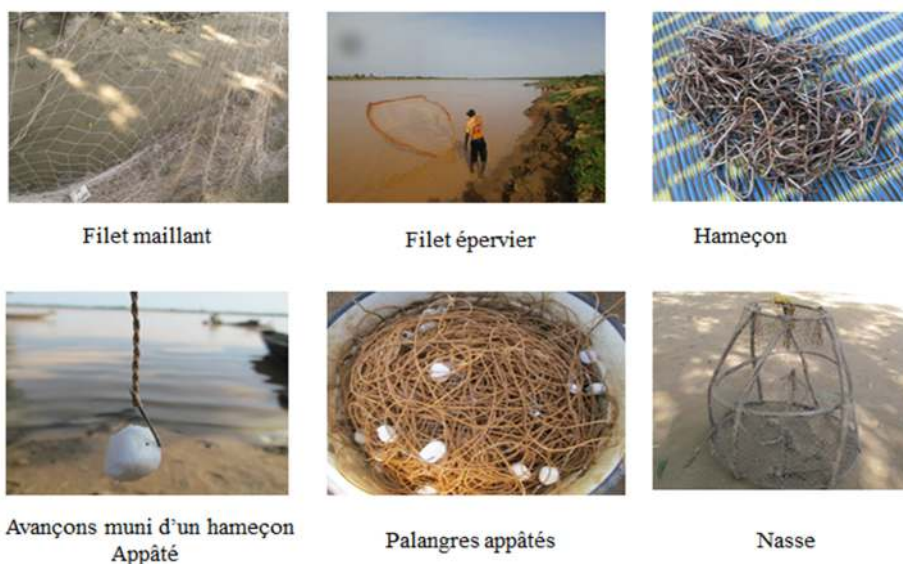 Filet maillant
Filet épervier
Hameçon
Avançons muni d'un hameçon
Appâté
Palangres appâtés
Nasse